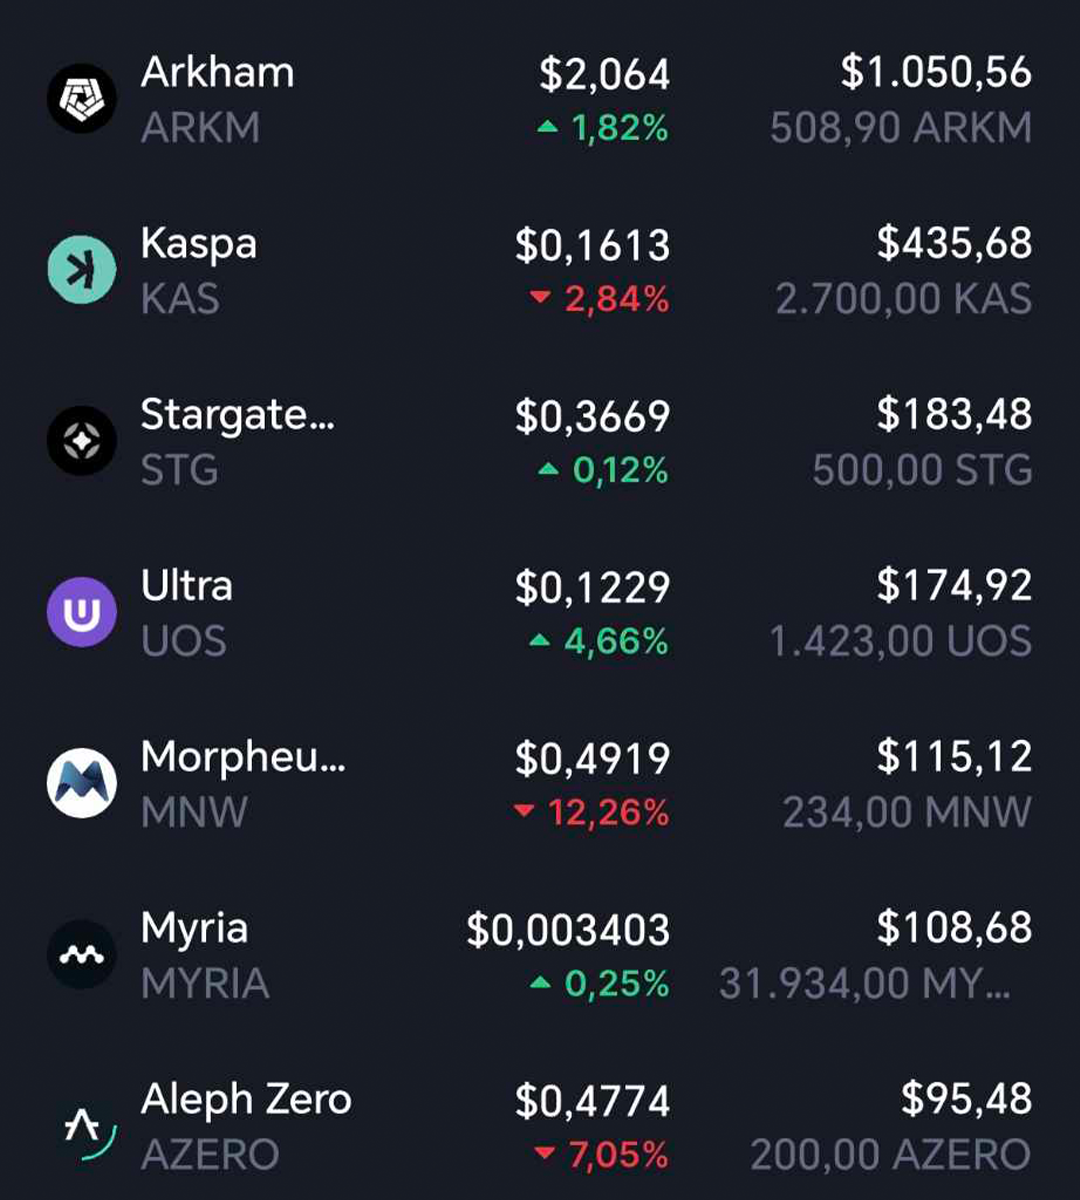 Arkham $2,064 $1.050,56
ARKM ▲ 1,82% 508,90 ARKM
Kaspa $0,1613 $435,68
KAS ▼ 2,84% 2.700,00 KAS
Stargate... $0,3669 $183,48
STG ▲ 0,12% 500,00 STG
Ultra $0,1229 $174,92
UOS ▲ 4,66% 1.423,00 UOS
Morpheu... $0,4919 $115,12
MNW ▼ 12,26% 234,00 MNW
Myria $0,003403 $108,68
MYRIA ▲ 0,25% 31.934,00 MY...
Aleph Zero $0,4774 $95,48
AZERO ▼ 7,05% 200,00 AZERO